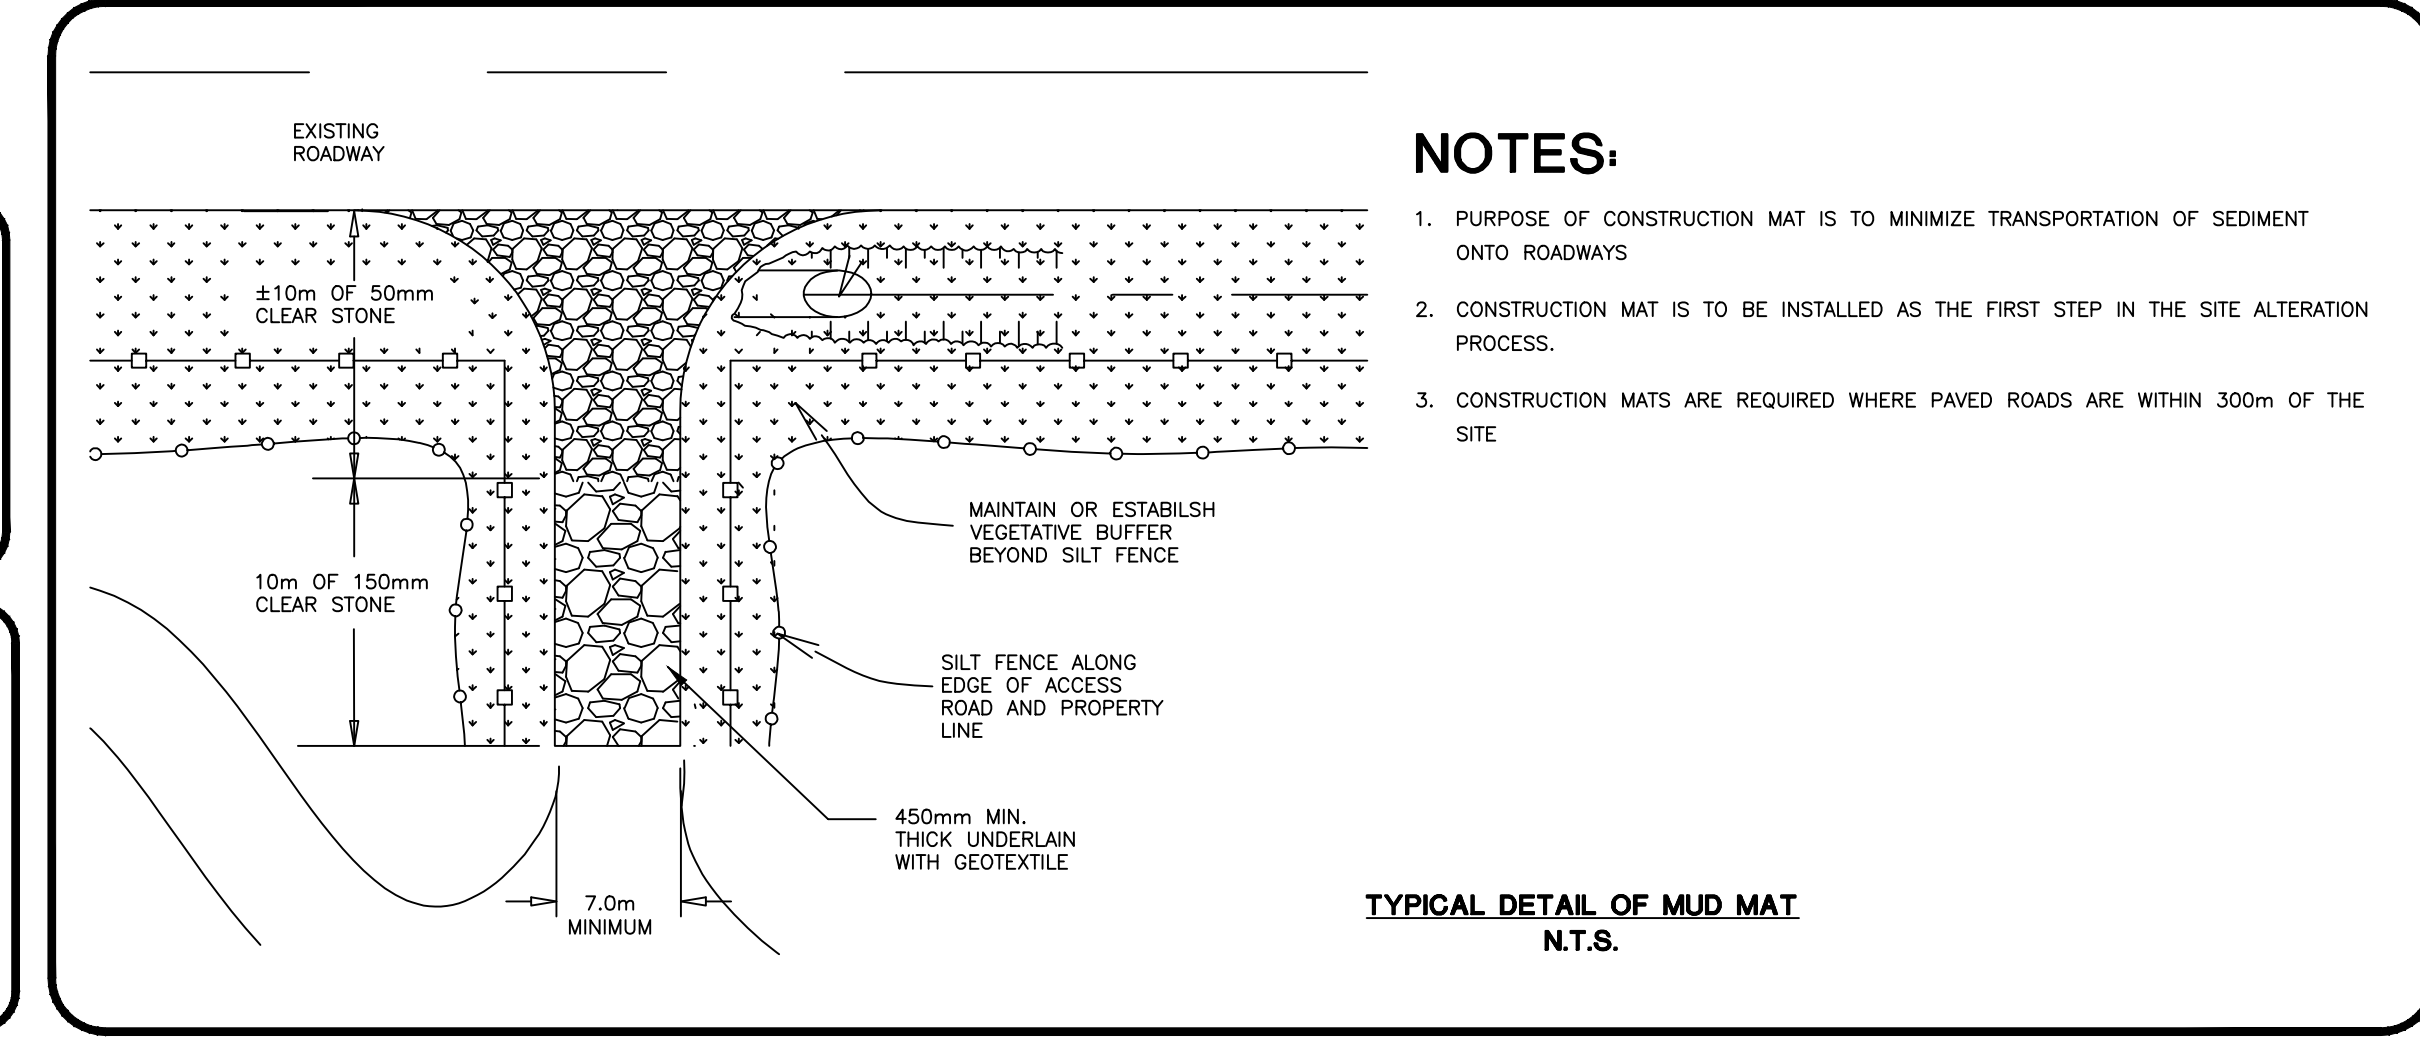 EXISTING
ROADWAY
±10m OF 50mm
CLEAR STONE
10m OF 150mm
CLEAR STONE
MAINTAIN OR ESTABILSH
VEGETATIVE BUFFER
BEYOND SILT FENCE
SILT FENCE ALONG
EDGE OF ACCESS
ROAD AND PROPERTY
LINE
450mm MIN.
THICK UNDERLAIN
WITH GEOTEXTILE
7.0m
MINIMUM
NOTES:
1. PURPOSE OF CONSTRUCTION MAT IS TO MINIMIZE TRANSPORTATION OF SEDIMENT
ONTO ROADWAYS
2. CONSTRUCTION MAT IS TO BE INSTALLED AS THE FIRST STEP IN THE SITE ALTERATION
PROCESS.
3. CONSTRUCTION MATS ARE REQUIRED WHERE PAVED ROADS ARE WITHIN 300m OF THE
SITE
TYPICAL DETAIL OF MUD MAT
N.T.S.